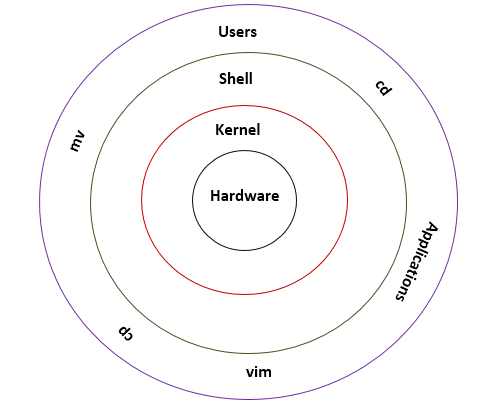 Users
Shell
cd
Kernel
mv
Hardware
Applications
cp
vim